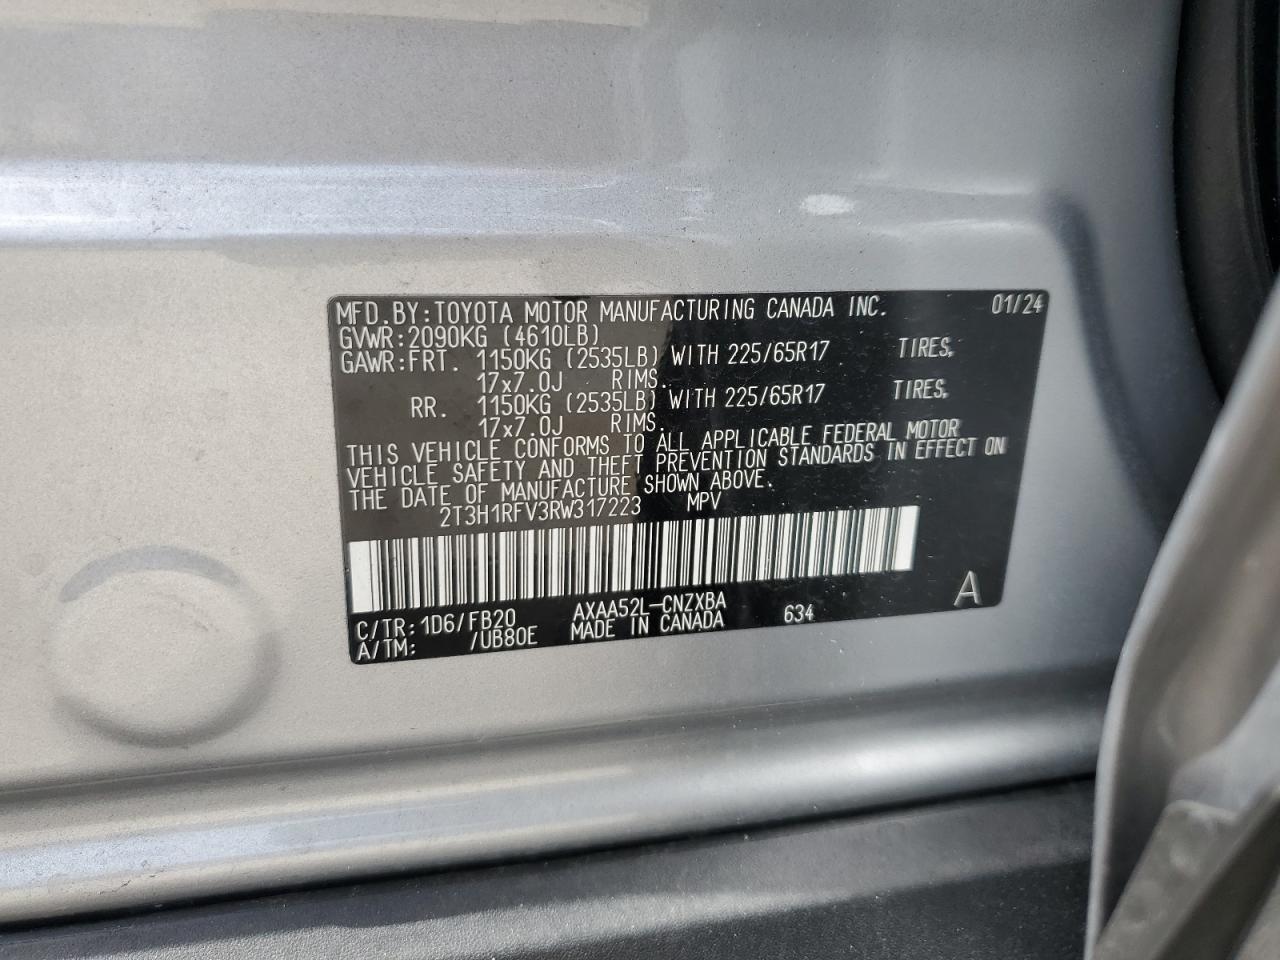 MFD.BY:TOYOTA MOTOR MANUFACTURING CANADA INC. 01/24
GVWR:2090KG (4610LB)
GAWR:FRT. 1150KG (2535LB) WITH 225/65R17 TIRES,
17x7.0J RIMS.
RR. 1150KG (2535LB) WITH 225/65R17 TIRES,
17x7.0J RIMS.
THIS VEHICLE CONFORMS TO ALL APPLICABLE FEDERAL MOTOR
VEHICLE SAFETY AND THEFT PREVENTION STANDARDS IN EFFECT ON
THE DATE OF MANUFACTURE SHOWN ABOVE.
2T3H1RFV3RW317223 MPV
C/TR:1D6/FB20 AXAA52L-CNZXBA 634 A
A/TM: /UB80E MADE IN CANADA